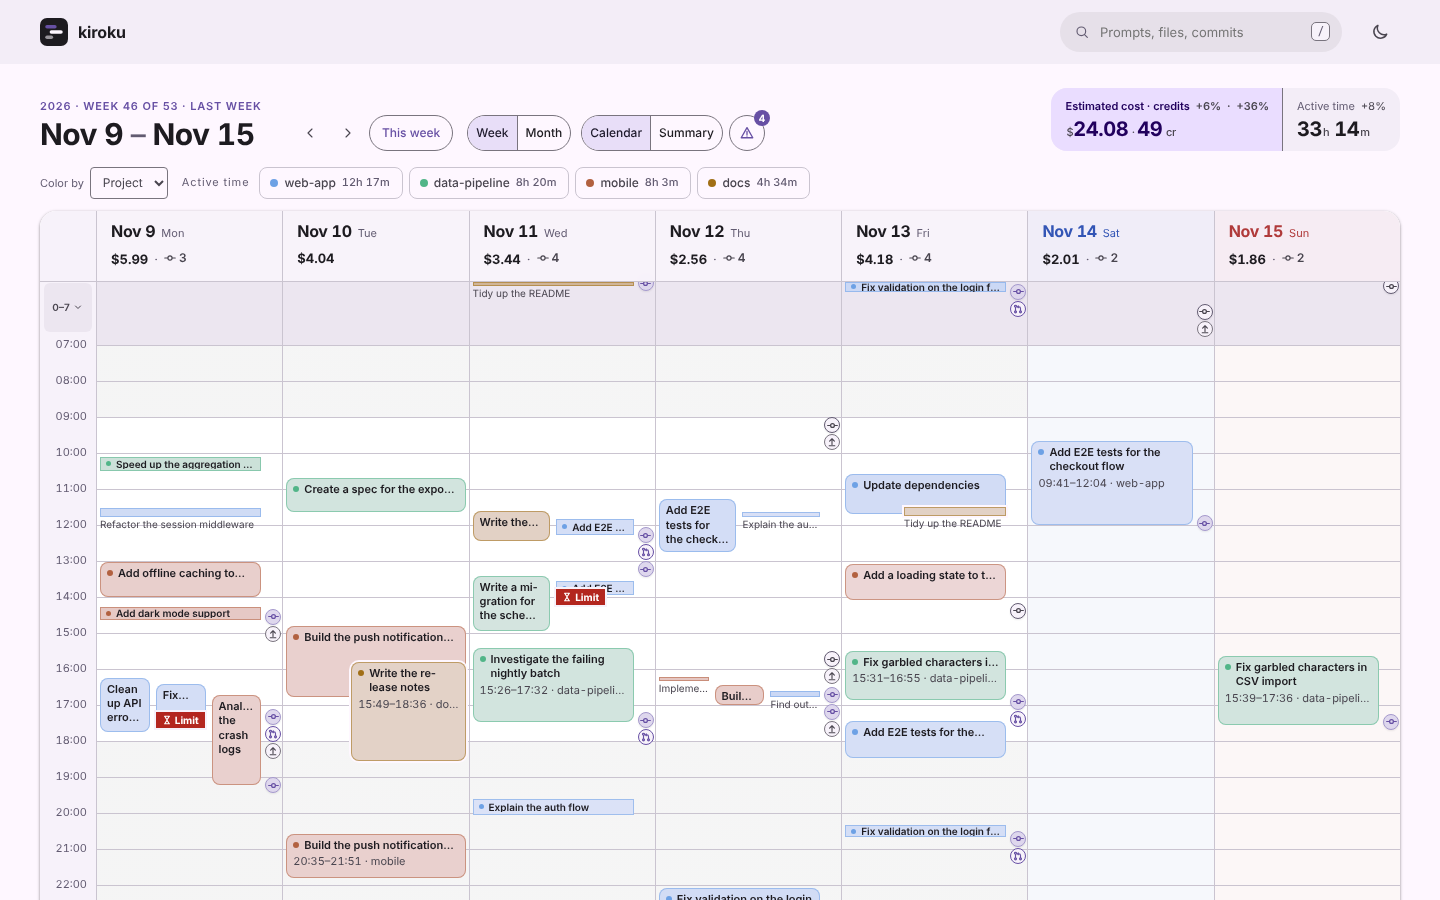 kiroku
Prompts, files, commits
/
2026 · WEEK 46 OF 53 · LAST WEEK
Nov 9 – Nov 15
This week
Week
Month
Calendar
Summary
4
Estimated cost · credits +6% · +36%
$24.08 · 49 cr
Active time +8%
33h 14m
Color by
Project
Active time
web-app 12h 17m
data-pipeline 8h 20m
mobile 8h 3m
docs 4h 34m
Nov 9 Mon
$5.99 · 3
Nov 10 Tue
$4.04
Nov 11 Wed
$3.44 · 4
Nov 12 Thu
$2.56 · 4
Nov 13 Fri
$4.18 · 4
Nov 14 Sat
$2.01 · 2
Nov 15 Sun
$1.86 · 2
0–7
07:00
08:00
09:00
10:00
11:00
12:00
13:00
14:00
15:00
16:00
17:00
18:00
19:00
20:00
21:00
22:00
Speed up the aggregation ...
Refactor the session middleware
Add offline caching to...
Add dark mode support
Clean
up API
erro...
Fix...
Limit
Anal...
the
crash
logs
Create a spec for the expo...
Build the push notification...
Write the re-
lease notes
15:49–18:36 · do...
Build the push notification...
20:35–21:51 · mobile
Tidy up the README
Write the...
Add E2E ...
Write a mi-
gration for
the sche...
Add E2E ...
Limit
Investigate the failing
nightly batch
15:26–17:32 · data-pipeli...
Explain the auth flow
Add E2E
tests for
the check...
Explain the au...
Impleme...
Buil...
Find out...
Fix validation on the login
Fix validation on the login f...
Update dependencies
Tidy up the README
Add a loading state to t...
Fix garbled characters i...
15:31–16:55 · data-pipeli...
Add E2E tests for the...
Fix validation on the login f...
Add E2E tests for the
checkout flow
09:41–12:04 · web-app
Fix garbled characters in
CSV import
15:39–17:36 · data-pipeli...